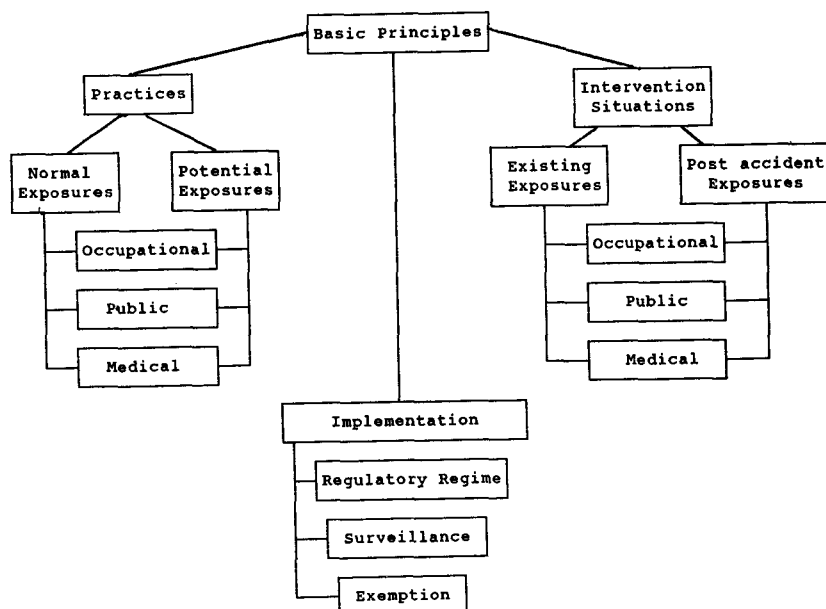 Basic Principles
Practices
Intervention
Situations
Normal
Exposures
Potential
Exposures
Existing
Exposures
Post accident
Exposures
Occupational
Public
Medical
Occupational
Public
Medical
Implementation
Regulatory Regime
Surveillance
Exemption